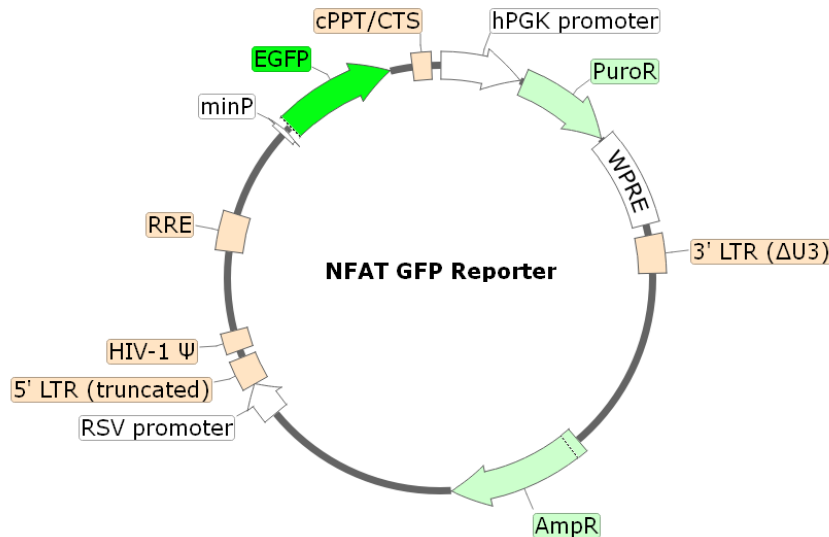 cPPT/CTS
hPGK promoter
EGFP
PuroR
minP
WPRE
RRE
3' LTR (ΔU3)
NFAT GFP Reporter
HIV-1 Ψ
5' LTR (truncated)
RSV promoter
AmpR